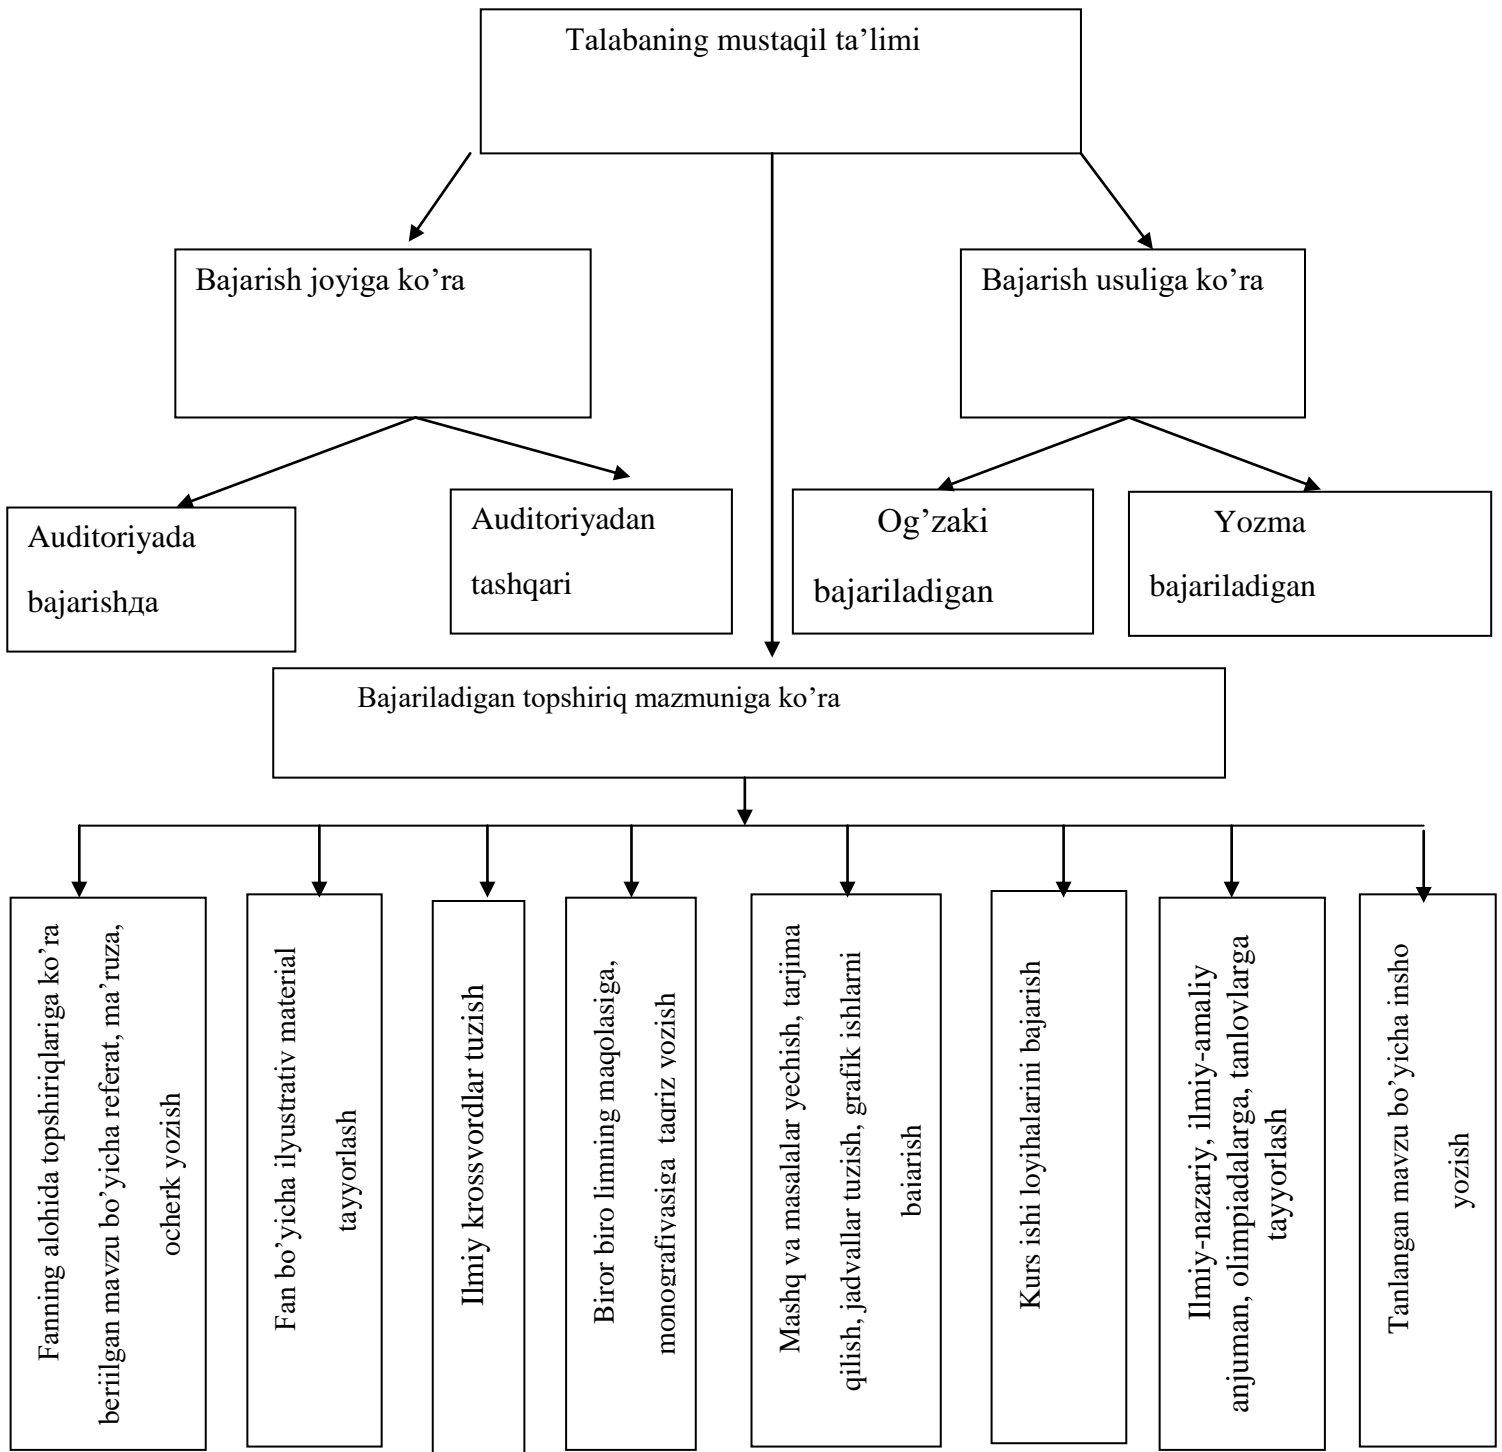 Talabaning mustaqil ta’limi
Bajarish joyiga ko’ra
Bajarish usuliga ko’ra
Auditoriyada
bajarishда
Auditoriyadan
tashqari
Og’zaki
bajariladigan
Yozma
bajariladigan
Bajariladigan topshiriq mazmuniga ko’ra
Fanning alohida topshiriqlariga ko’ra
beriilgan mavzu bo’yicha referat, ma’ruza,
ocherk yozish
Fan bo’yicha ilyustrativ material
tayyorlash
Ilmiy krossvordlar tuzish
Biror biro limning maqolasiga,
monografiyasiga taqriz yozish
Mashq va masalalar yechish, tarjima
qilish, jadvallar tuzish, grafik ishlarni
bajarish
Kurs ishi loyihalarini bajarish
Ilmiy-nazariy, ilmiy-amaliy
anjuman, olimpiadalarga, tanlovlarga
tayyorlash
Tanlangan mavzu bo’yicha insho
yozish